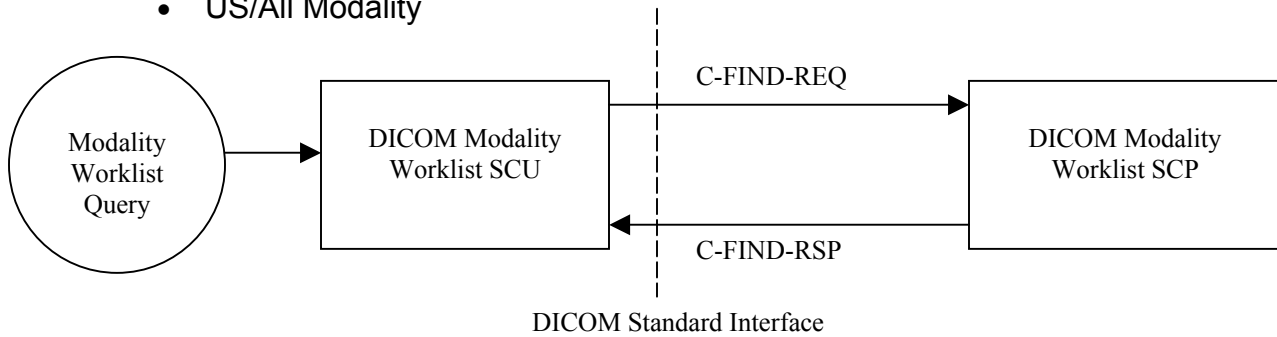 • US/All Modality
C-FIND-REQ
Modality
Worklist
Query
DICOM Modality
Worklist SCU
DICOM Modality
Worklist SCP
C-FIND-RSP
DICOM Standard Interface